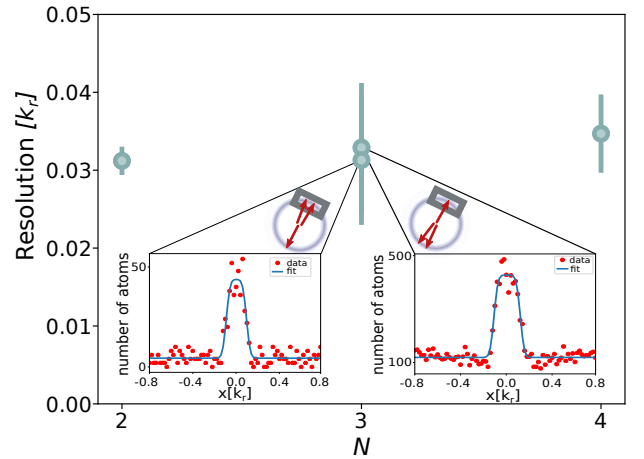 0.05
0.04
0.03
0.02
0.01
0.00
Resolution [k_r]
2
3
4
N
50
0
number of atoms
data
fit
-0.8
-0.4
0.0
0.4
0.8
x[k_r]
500
100
number of atoms
data
fit
-0.8
-0.4
0.0
0.4
0.8
x[k_r]